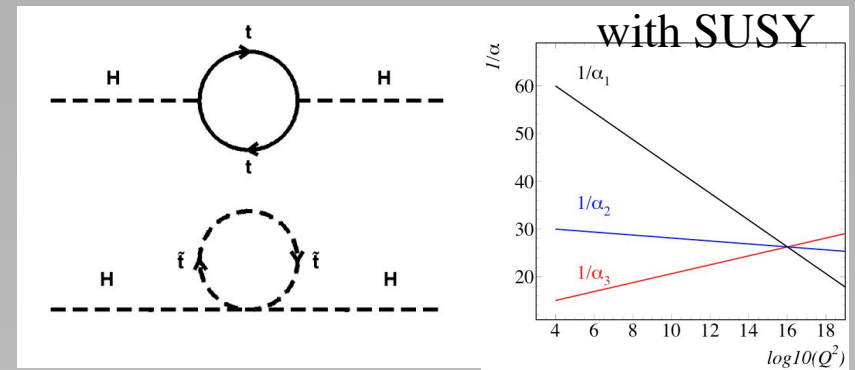 t
H H
t
t̃ t̃
H H
with SUSY
1/α
60
50
40
30
20
1/α₁
1/α₂
1/α₃
4 6 8 10 12 14 16 18
log10(Q²)